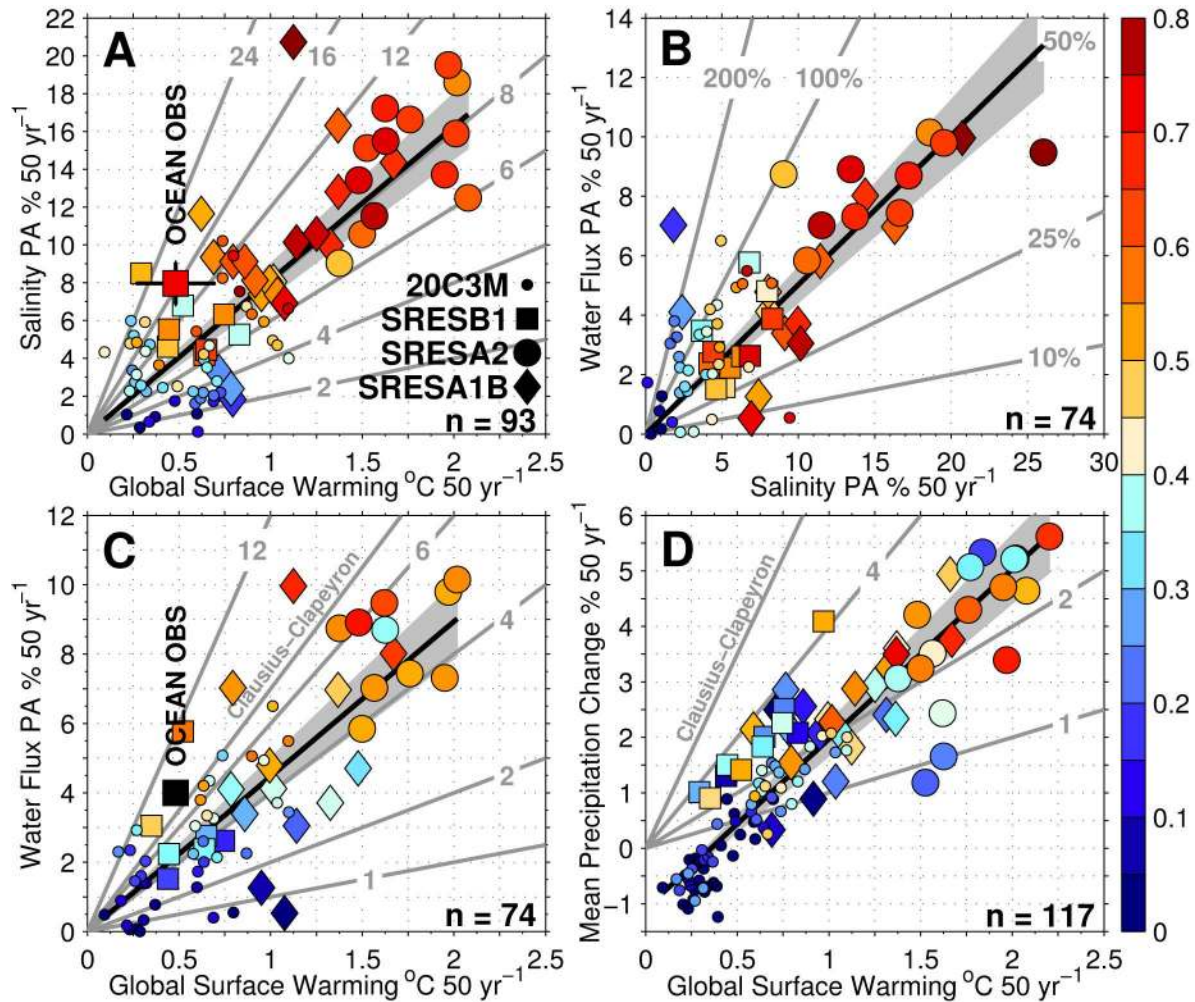 A
22
20
18
16
14
12
10
8
6
4
2
0
Salinity PA % 50 yr⁻¹
24
16
12
8
6
4
2
OCEAN OBS
20C3M
SRESB1
SRESA2
SRESA1B
n = 93
0 0.5 1 1.5 2 2.5
Global Surface Warming °C 50 yr⁻¹
B
14
12
10
8
6
4
2
0
Water Flux PA % 50 yr⁻¹
200%
100%
50%
25%
10%
n = 74
0 5 10 15 20 25 30
Salinity PA % 50 yr⁻¹
C
12
10
8
6
4
2
0
Water Flux PA % 50 yr⁻¹
12
Clausius−Clapeyron
6
4
2
1
OCEAN OBS
n = 74
0 0.5 1 1.5 2 2.5
Global Surface Warming °C 50 yr⁻¹
D
6
5
4
3
2
1
0
−1
Mean Precipitation Change % 50 yr⁻¹
Clausius−Clapeyron
4
2
1
n = 117
0 0.5 1 1.5 2 2.5
Global Surface Warming °C 50 yr⁻¹
0.8
0.7
0.6
0.5
0.4
0.3
0.2
0.1
0